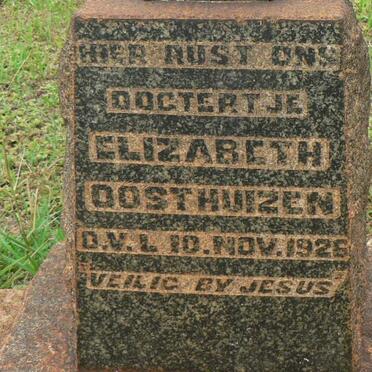 HIER RUST ONS
DOCTERTJE
ELIZABETH
OOSTHUIZEN
O.V.L. 10. NOV. 1926
VEILIG BY JESUS